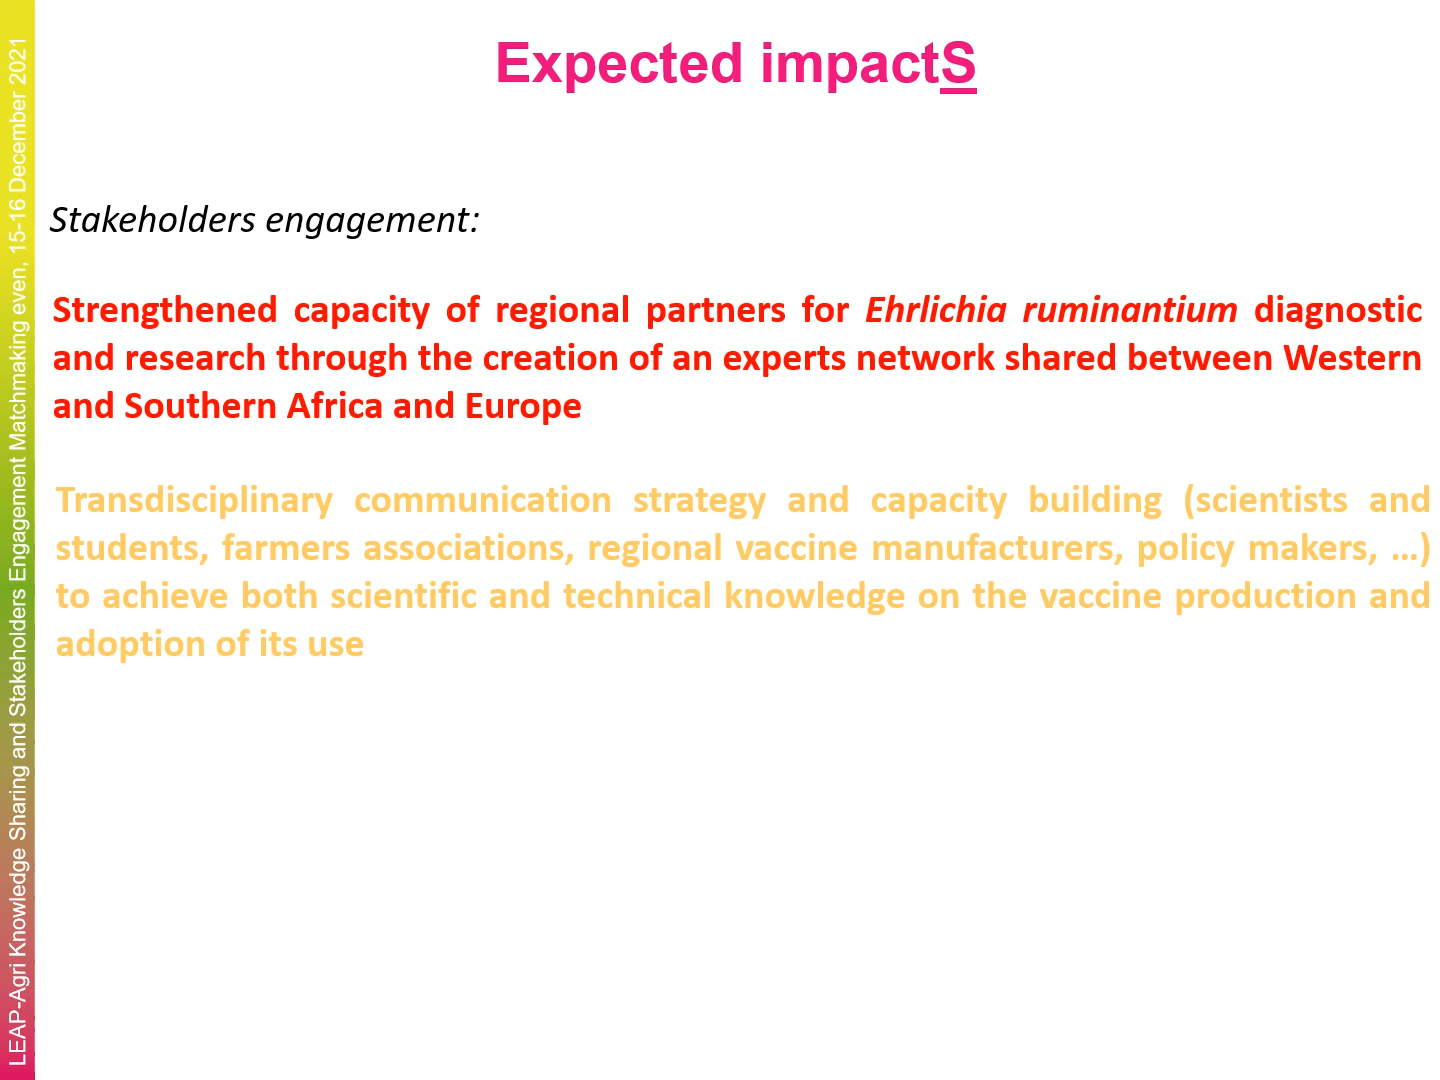 Expected impactS
Stakeholders engagement:
Strengthened capacity of regional partners for Ehrlichia ruminantium diagnostic
and research through the creation of an experts network shared between Western
and Southern Africa and Europe
Transdisciplinary communication strategy and capacity building (scientists and
students, farmers associations, regional vaccine manufacturers, policy makers, …)
to achieve both scientific and technical knowledge on the vaccine production and
adoption of its use
LEAP-Agri Knowledge Sharing and Stakeholders Engagement Matchmaking even, 15-16 December 2021